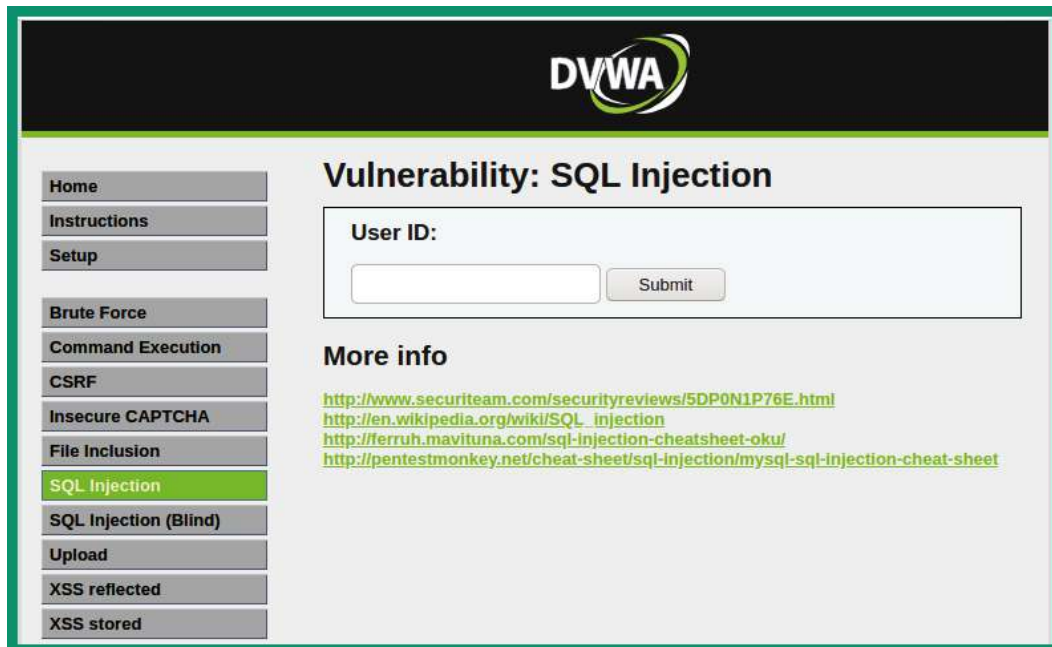 DVWA
Home
Instructions
Setup
Brute Force
Command Execution
CSRF
Insecure CAPTCHA
File Inclusion
SQL Injection
SQL Injection (Blind)
Upload
XSS reflected
XSS stored
Vulnerability: SQL Injection
User ID:
Submit
More info
http://www.securiteam.com/securityreviews/5DP0N1P76E.html
http://en.wikipedia.org/wiki/SQL_injection
http://ferruh.mavituna.com/sql-injection-cheatsheet-oku/
http://pentestmonkey.net/cheat-sheet/sql-injection/mysql-sql-injection-cheat-sheet